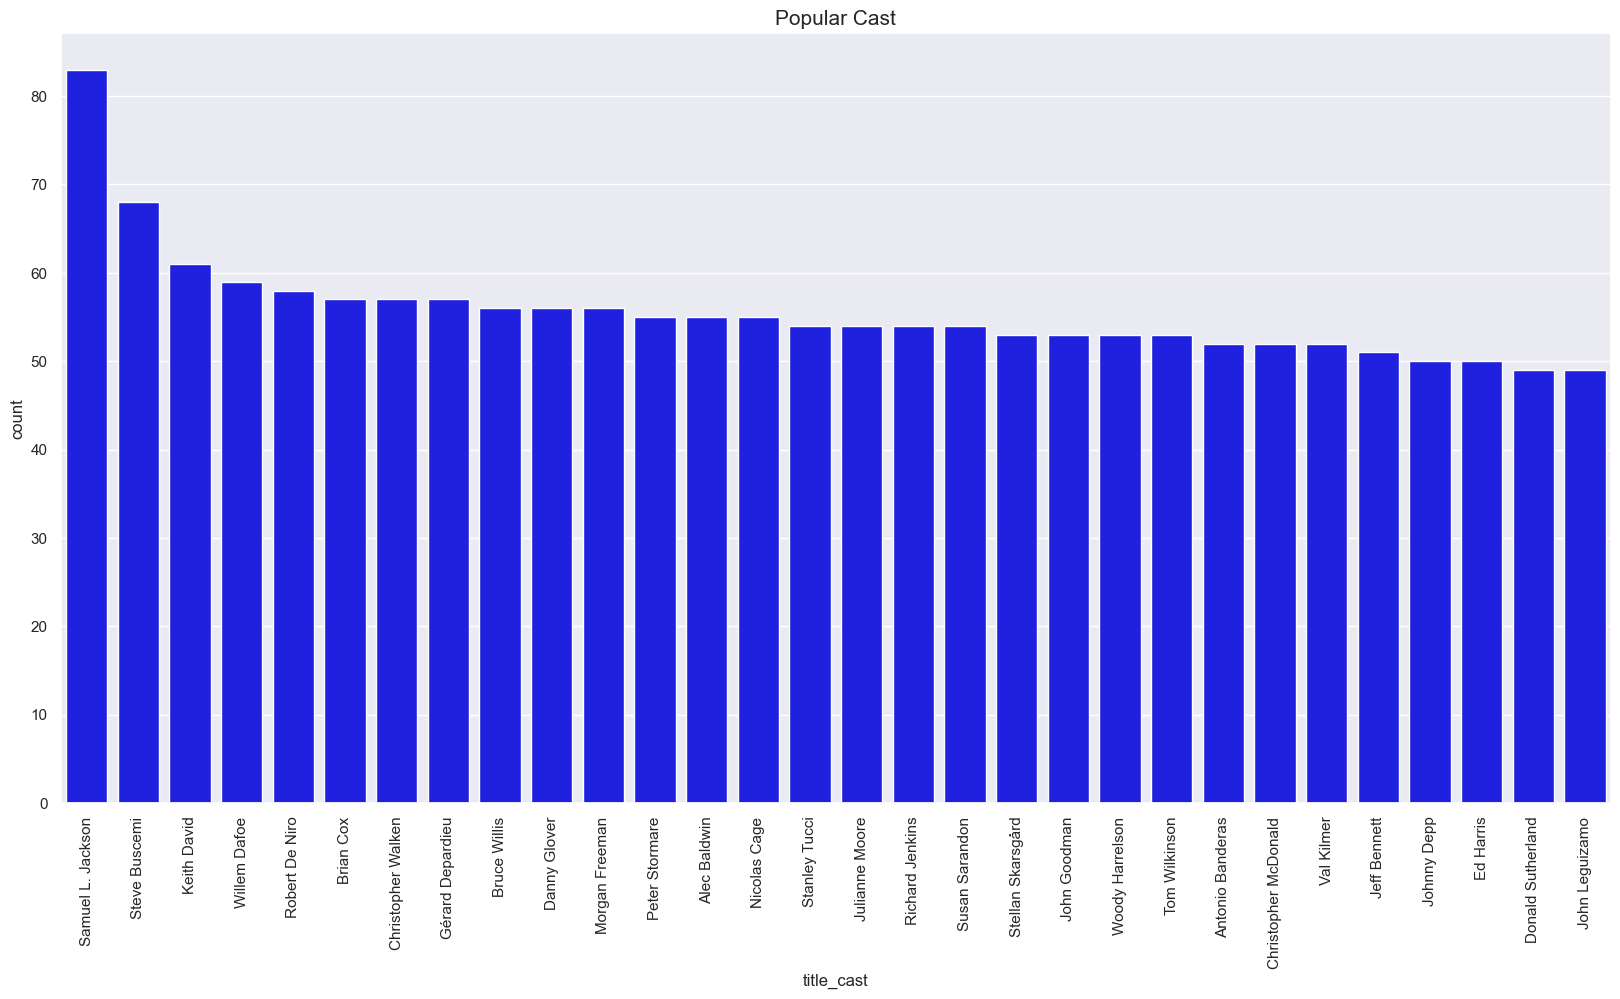 Popular Cast
count
80
70
60
50
40
30
20
10
0
Samuel L. Jackson
Steve Buscemi
Keith David
Willem Dafoe
Robert De Niro
Brian Cox
Christopher Walken
Gérard Depardieu
Bruce Willis
Danny Glover
Morgan Freeman
Peter Stormare
Alec Baldwin
Nicolas Cage
Stanley Tucci
Julianne Moore
Richard Jenkins
Susan Sarandon
Stellan Skarsgård
John Goodman
Woody Harrelson
Tom Wilkinson
Antonio Banderas
Christopher McDonald
Val Kilmer
Jeff Bennett
Johnny Depp
Ed Harris
Donald Sutherland
John Leguizamo
title_cast